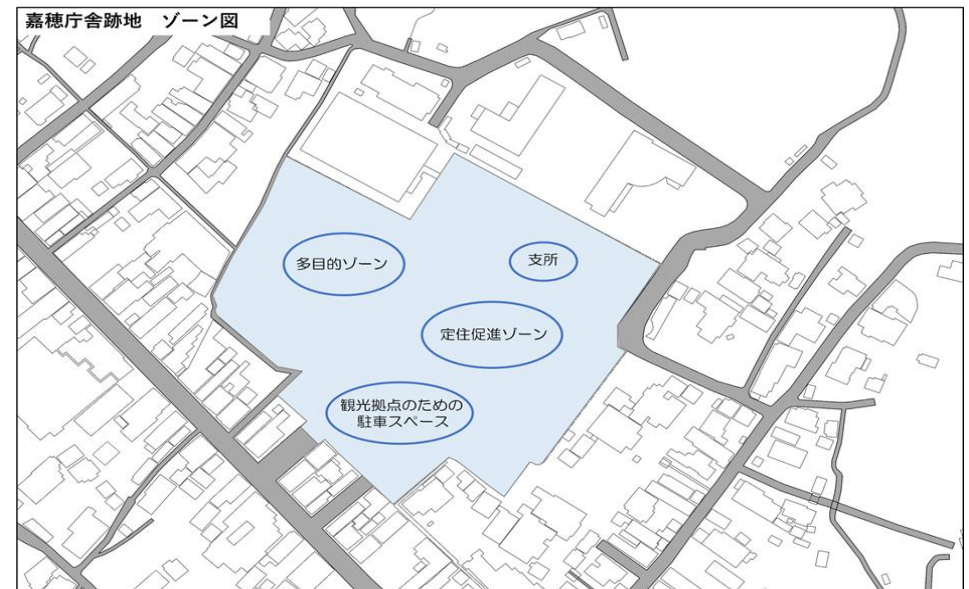 嘉穂庁舎跡地　ゾーン図
多目的ゾーン
支所
定住促進ゾーン
観光拠点のための
駐車スペース